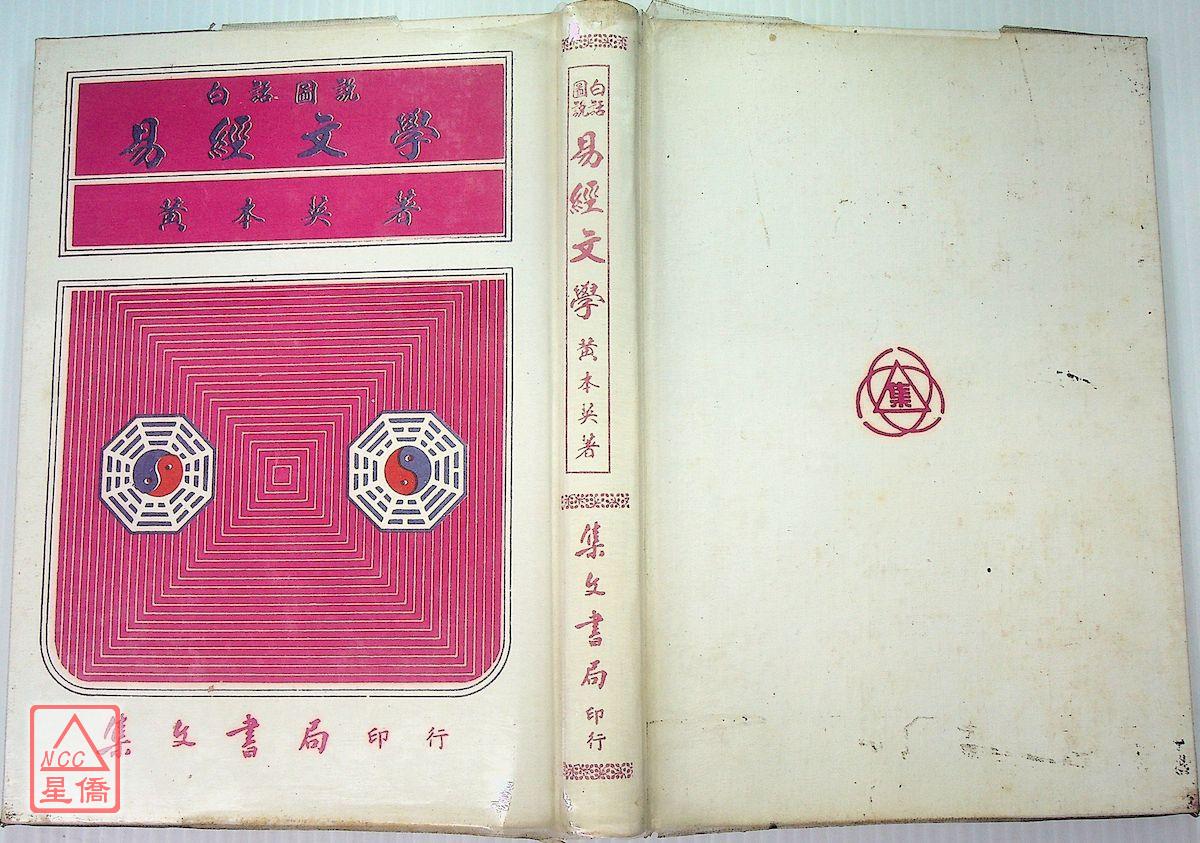 白話圖說
易經文學
黃本英著
集文書局印行
白話
圖說
易經文學
黃本英著
集文書局
印行
集
NCC
星僑